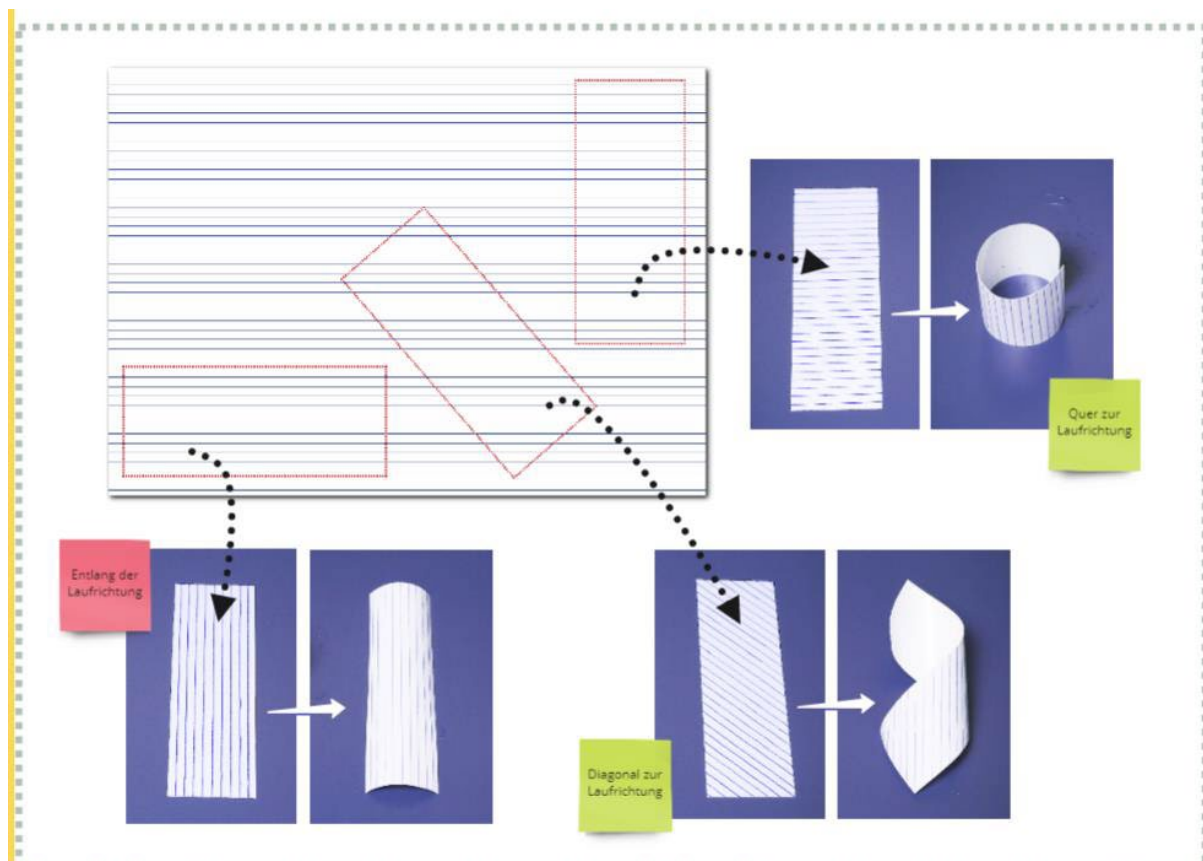 Quer zur
Laufrichtung
Entlang der
Laufrichtung
Diagonal zur
Laufrichtung